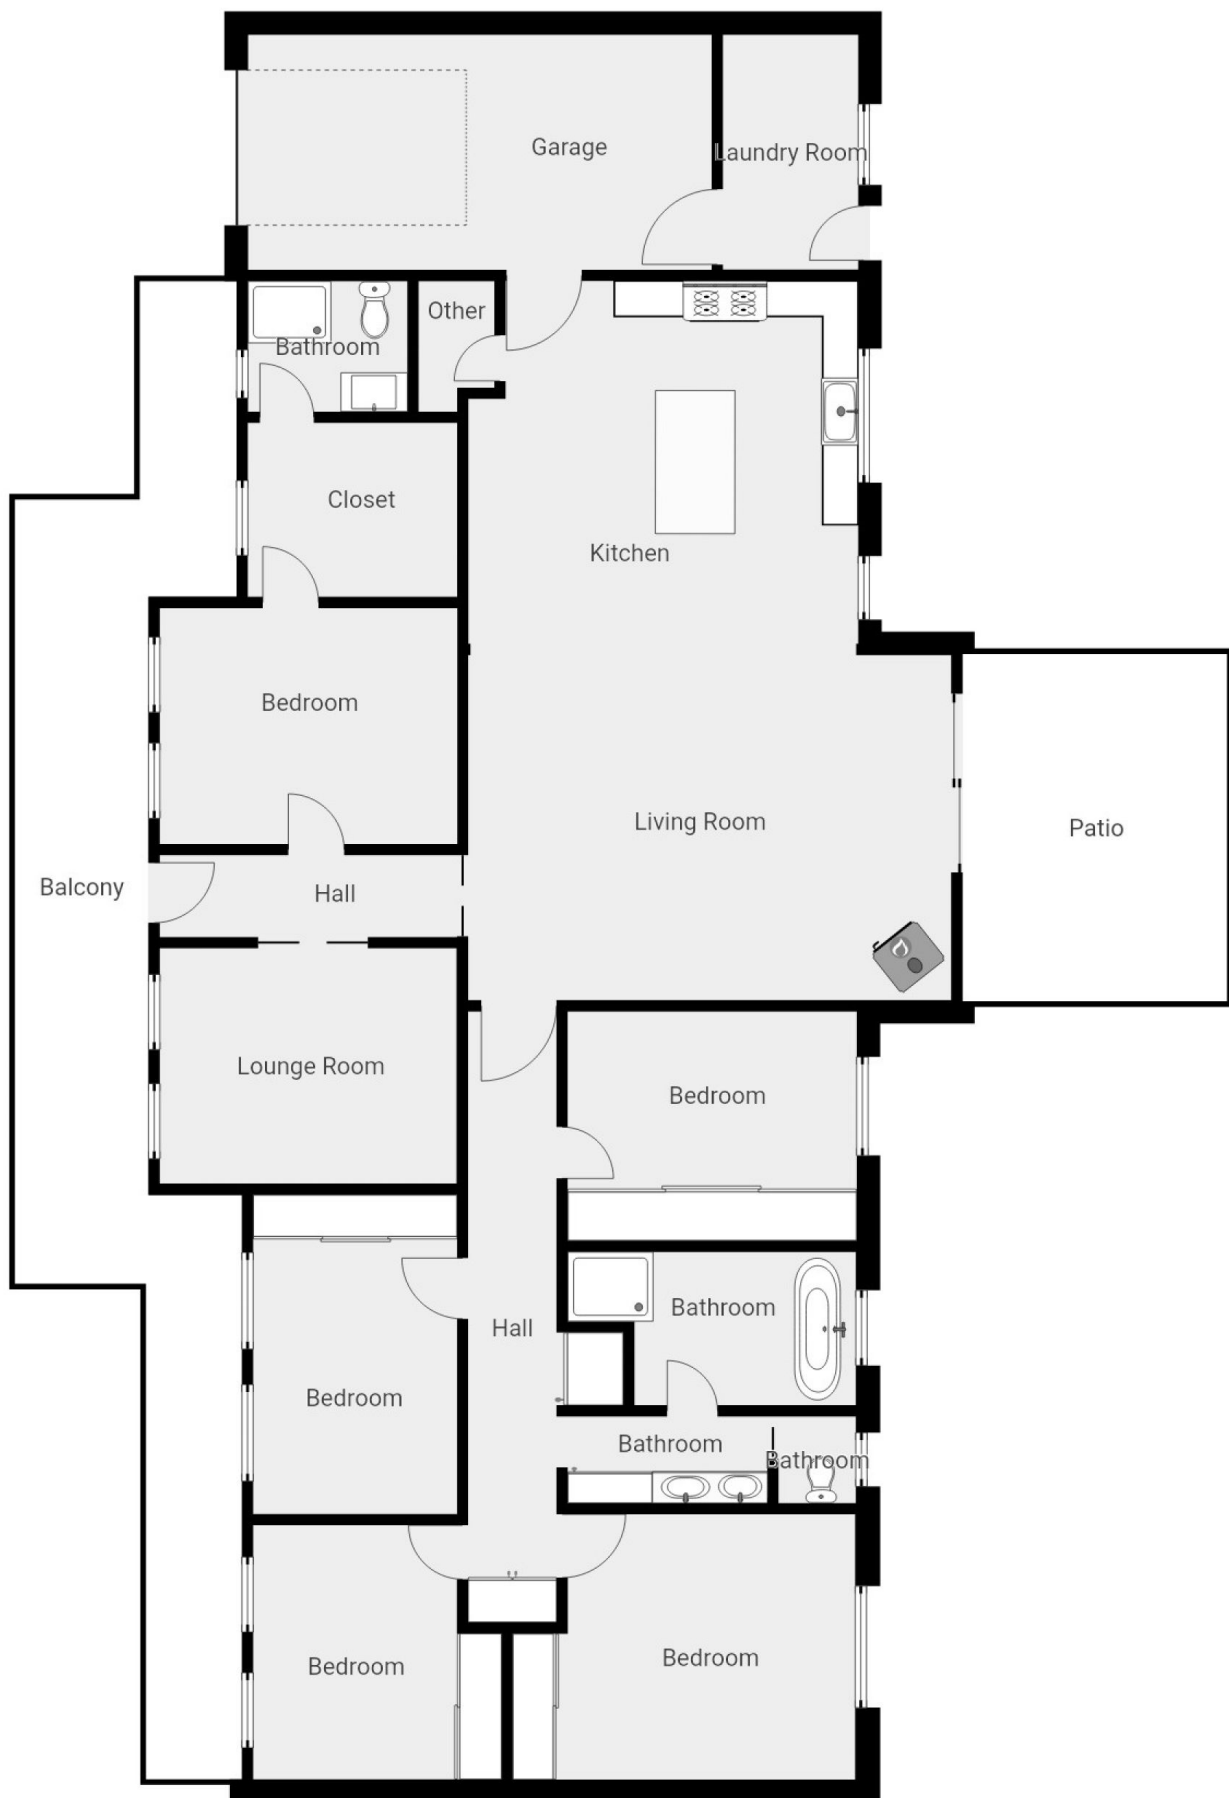 Garage
Laundry Room
Other
Bathroom
Closet
Kitchen
Bedroom
Living Room
Patio
Balcony
Hall
Lounge Room
Bedroom
Bathroom
Hall
Bedroom
Bathroom
Bathroom
Bedroom
Bedroom